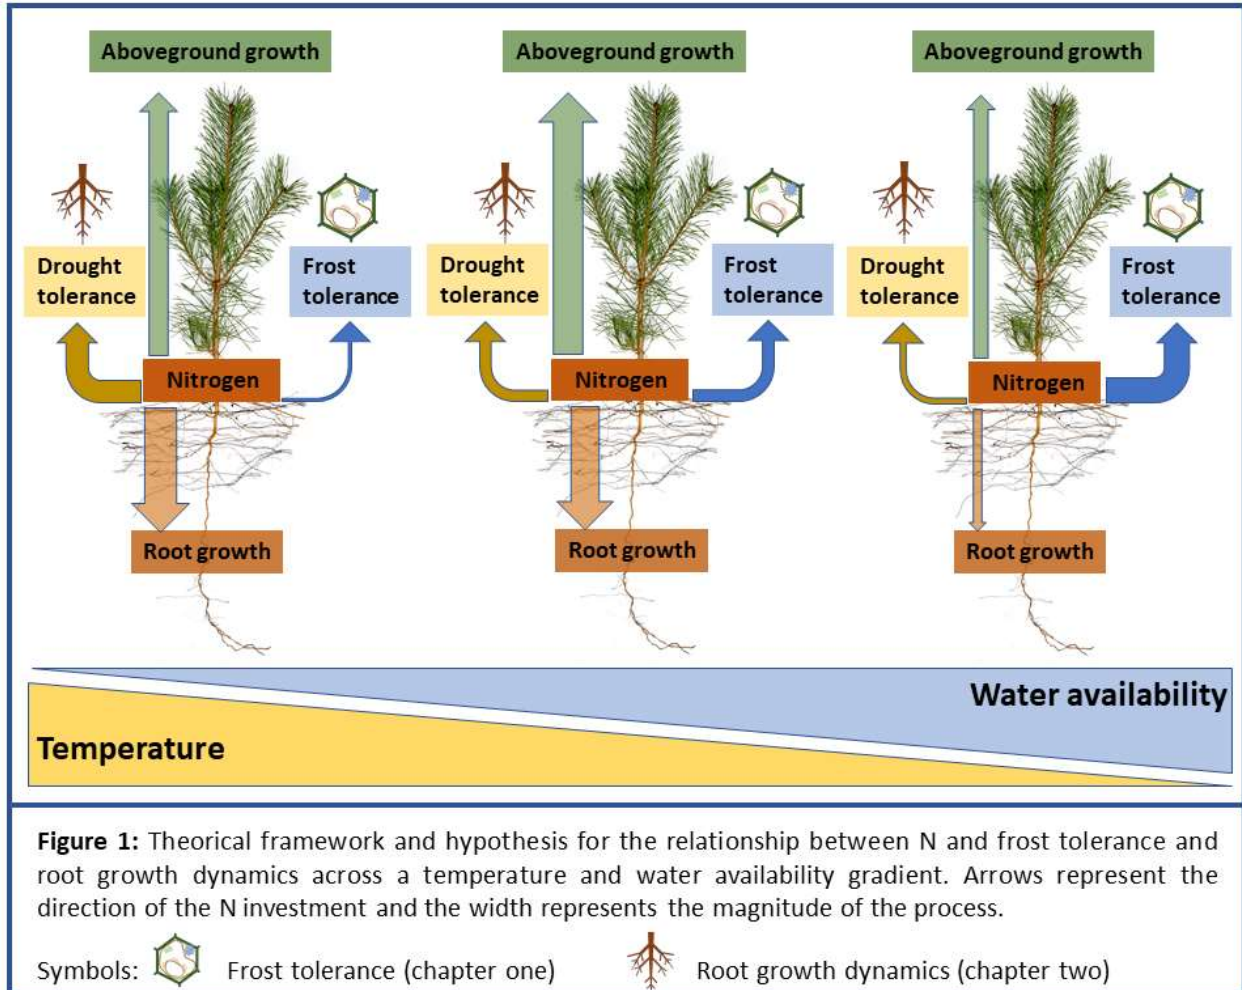 Aboveground growth
Aboveground growth
Aboveground growth
Drought
tolerance
Frost
tolerance
Drought
tolerance
Frost
tolerance
Drought
tolerance
Frost
tolerance
Nitrogen
Nitrogen
Nitrogen
Root growth
Root growth
Root growth
Water availability
Temperature
Figure 1: Theorical framework and hypothesis for the relationship between N and frost tolerance and
root growth dynamics across a temperature and water availability gradient. Arrows represent the
direction of the N investment and the width represents the magnitude of the process.
Symbols: Frost tolerance (chapter one) Root growth dynamics (chapter two)